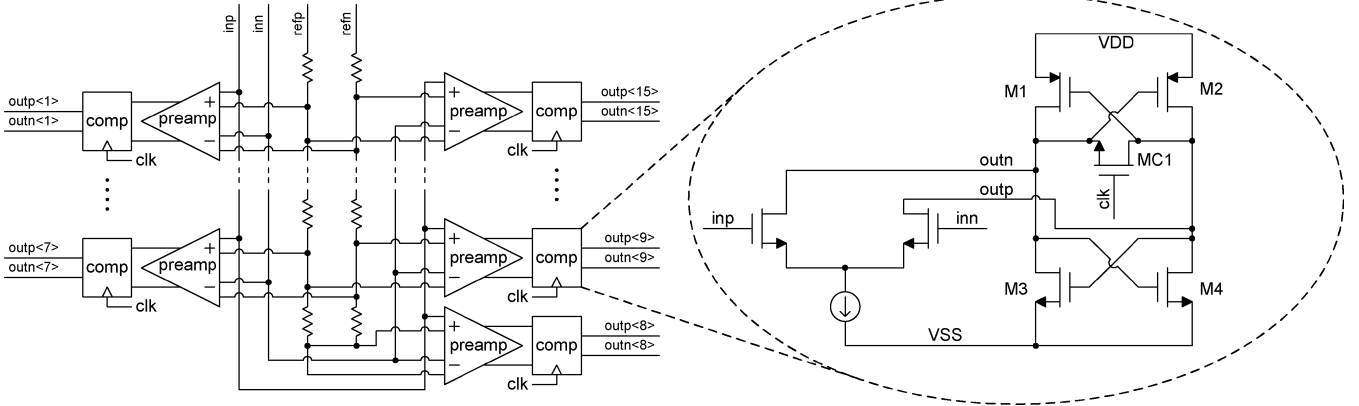 inp
inn
refp
refn
outp<1>
outn<1>
comp
preamp
+
−
clk
+
−
preamp
comp
outp<15>
outn<15>
clk
outp<7>
outn<7>
comp
preamp
+
−
clk
+
−
preamp
comp
outp<9>
outn<9>
clk
+
−
preamp
comp
outp<8>
outn<8>
clk
VDD
M1
M2
MC1
clk
outn
outp
inp
inn
M3
M4
VSS